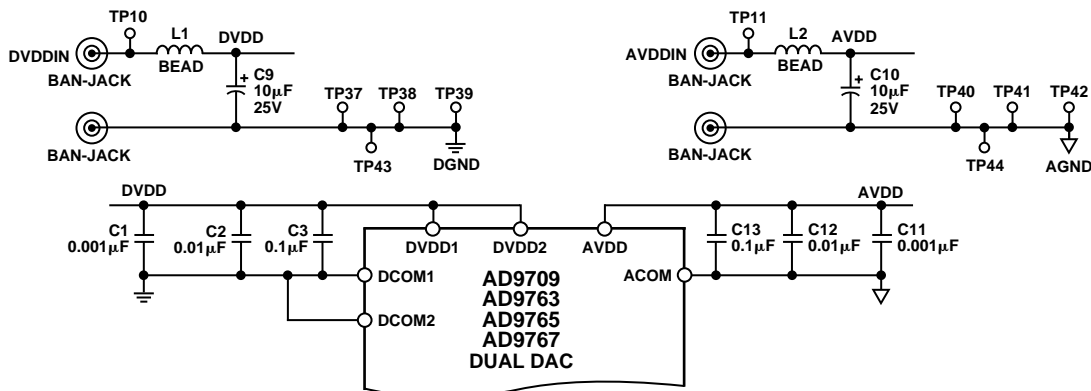 TP10
L1
DVDDIN
DVDD
BEAD
BAN-JACK
+
C9
10µF
25V
TP37
TP38
TP39
BAN-JACK
TP43
DGND
TP11
L2
AVDDIN
AVDD
BEAD
BAN-JACK
+
C10
10µF
25V
TP40
TP41
TP42
BAN-JACK
TP44
AGND
DVDD
C1
0.001µF
C2
0.01µF
C3
0.1µF
DVDD1
DVDD2
AVDD
AVDD
C13
0.1µF
C12
0.01µF
C11
0.001µF
DCOM1
DCOM2
ACOM
AD9709
AD9763
AD9765
AD9767
DUAL DAC